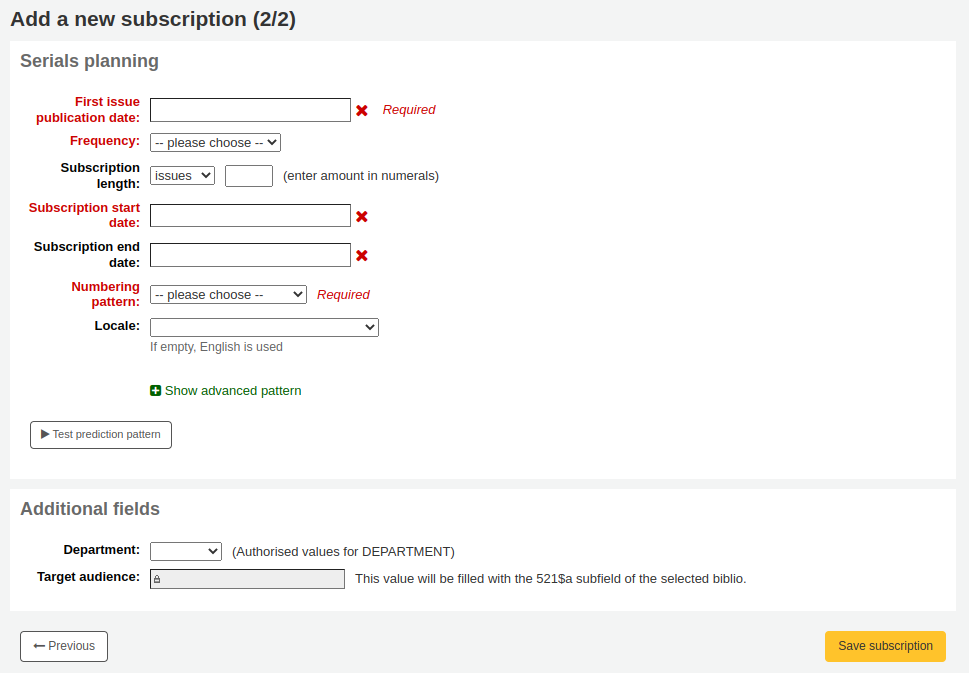 Add a new subscription (2/2)
Serials planning
First issue
publication date:
Required
Frequency:
-- please choose --
Subscription
length:
issues
(enter amount in numerals)
Subscription start
date:
Subscription end
date:
Numbering
pattern:
-- please choose --
Required
Locale:
If empty, English is used
Show advanced pattern
Test prediction pattern
Additional fields
Department:
(Authorised values for DEPARTMENT)
Target audience:
This value will be filled with the 521$a subfield of the selected biblio.
Previous
Save subscription